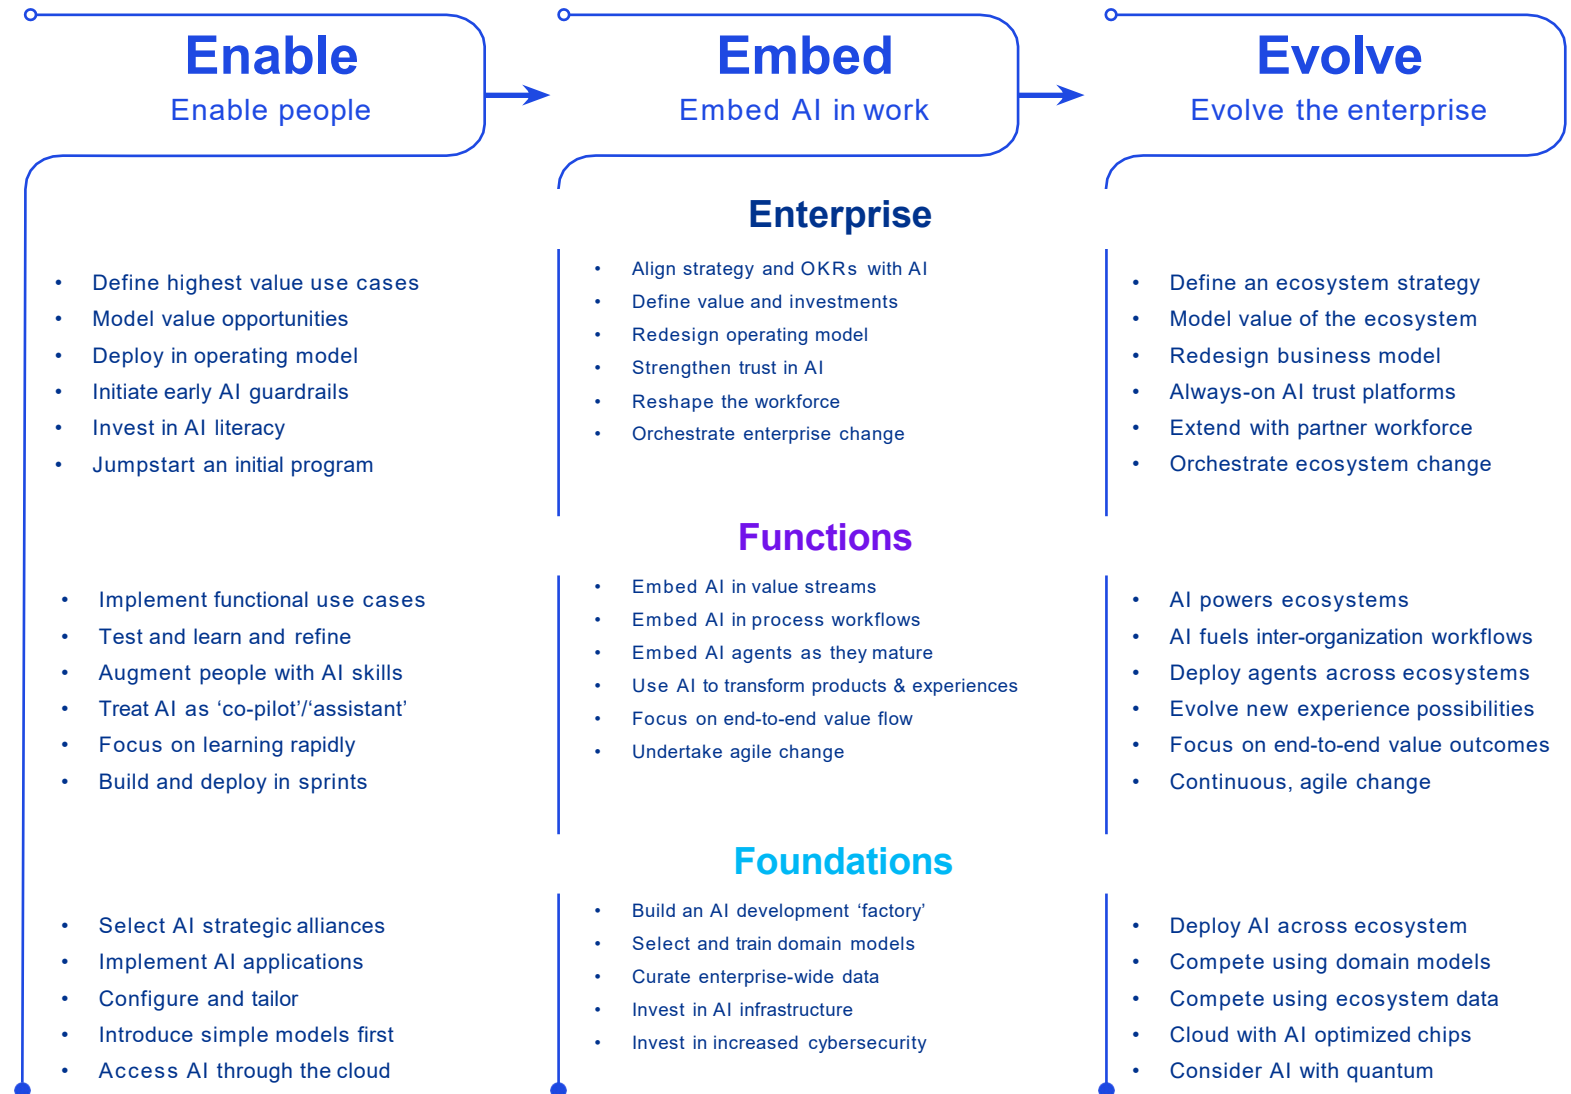 Enable
Enable people
Embed
Embed AI in work
Evolve
Evolve the enterprise
Enterprise
• Define highest value use cases
• Model value opportunities
• Deploy in operating model
• Initiate early AI guardrails
• Invest in AI literacy
• Jumpstart an initial program
• Align strategy and OKRs with AI
• Define value and investments
• Redesign operating model
• Strengthen trust in AI
• Reshape the workforce
• Orchestrate enterprise change
• Define an ecosystem strategy
• Model value of the ecosystem
• Redesign business model
• Always-on AI trust platforms
• Extend with partner workforce
• Orchestrate ecosystem change
Functions
• Implement functional use cases
• Test and learn and refine
• Augment people with AI skills
• Treat AI as ‘co-pilot’/‘assistant’
• Focus on learning rapidly
• Build and deploy in sprints
• Embed AI in value streams
• Embed AI in process workflows
• Embed AI agents as they mature
• Use AI to transform products & experiences
• Focus on end-to-end value flow
• Undertake agile change
• AI powers ecosystems
• AI fuels inter-organization workflows
• Deploy agents across ecosystems
• Evolve new experience possibilities
• Focus on end-to-end value outcomes
• Continuous, agile change
Foundations
• Select AI strategic alliances
• Implement AI applications
• Configure and tailor
• Introduce simple models first
• Access AI through the cloud
• Build an AI development ‘factory’
• Select and train domain models
• Curate enterprise-wide data
• Invest in AI infrastructure
• Invest in increased cybersecurity
• Deploy AI across ecosystem
• Compete using domain models
• Compete using ecosystem data
• Cloud with AI optimized chips
• Consider AI with quantum